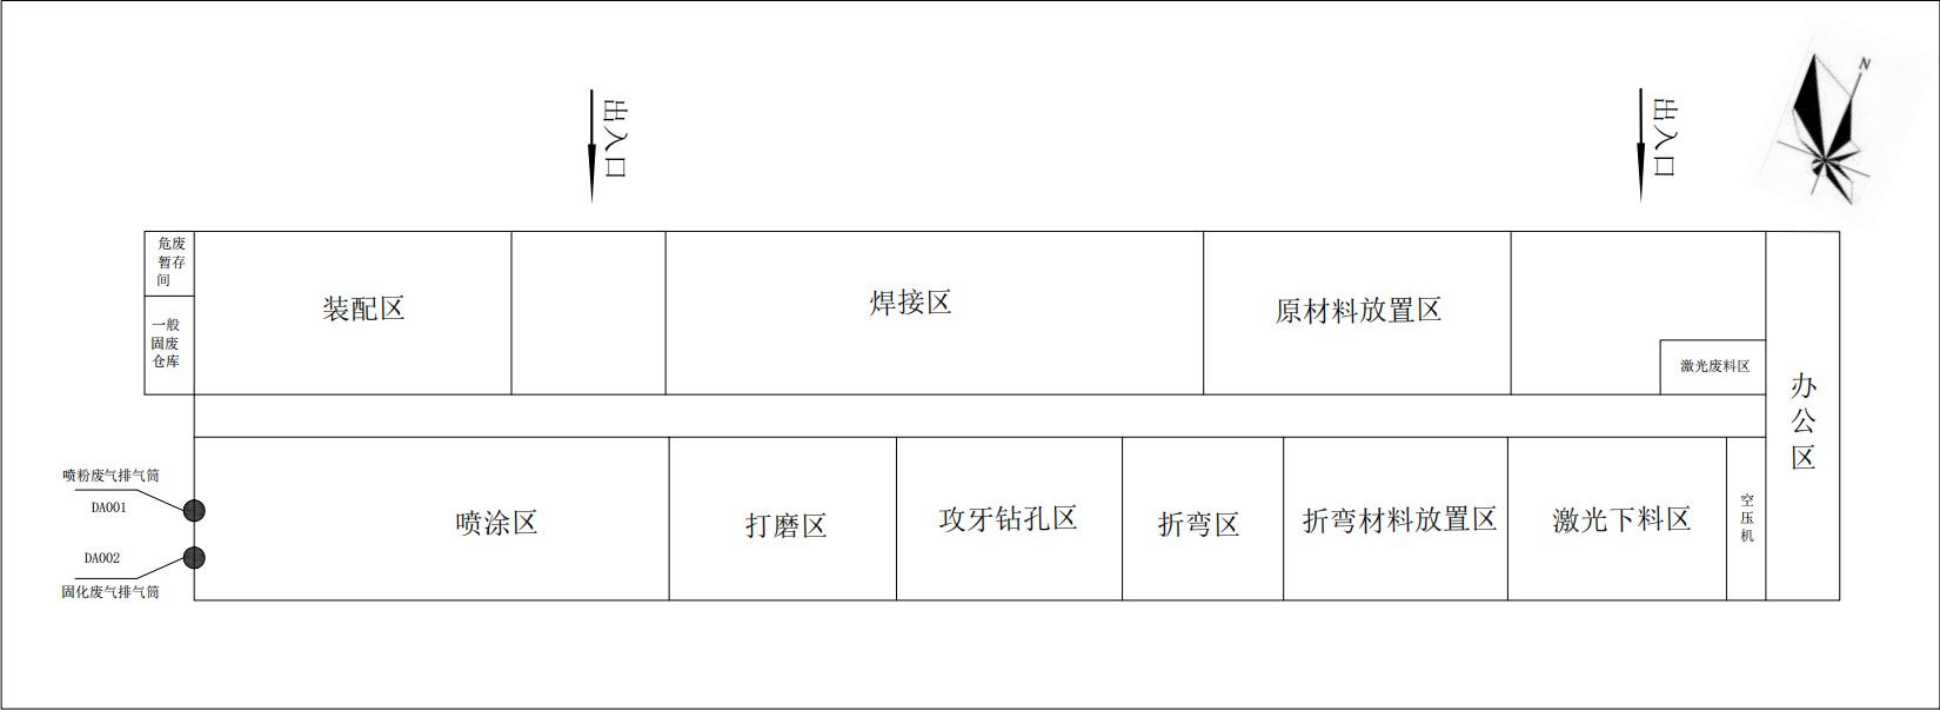 出入口
出入口
N
危废
暂存
间
一般
固废
仓库
装配区
焊接区
原材料放置区
激光废料区
办
公
区
喷粉废气排气筒
DA001
DA002
固化废气排气筒
喷涂区
打磨区
攻牙钻孔区
折弯区
折弯材料放置区
激光下料区
空
压
机